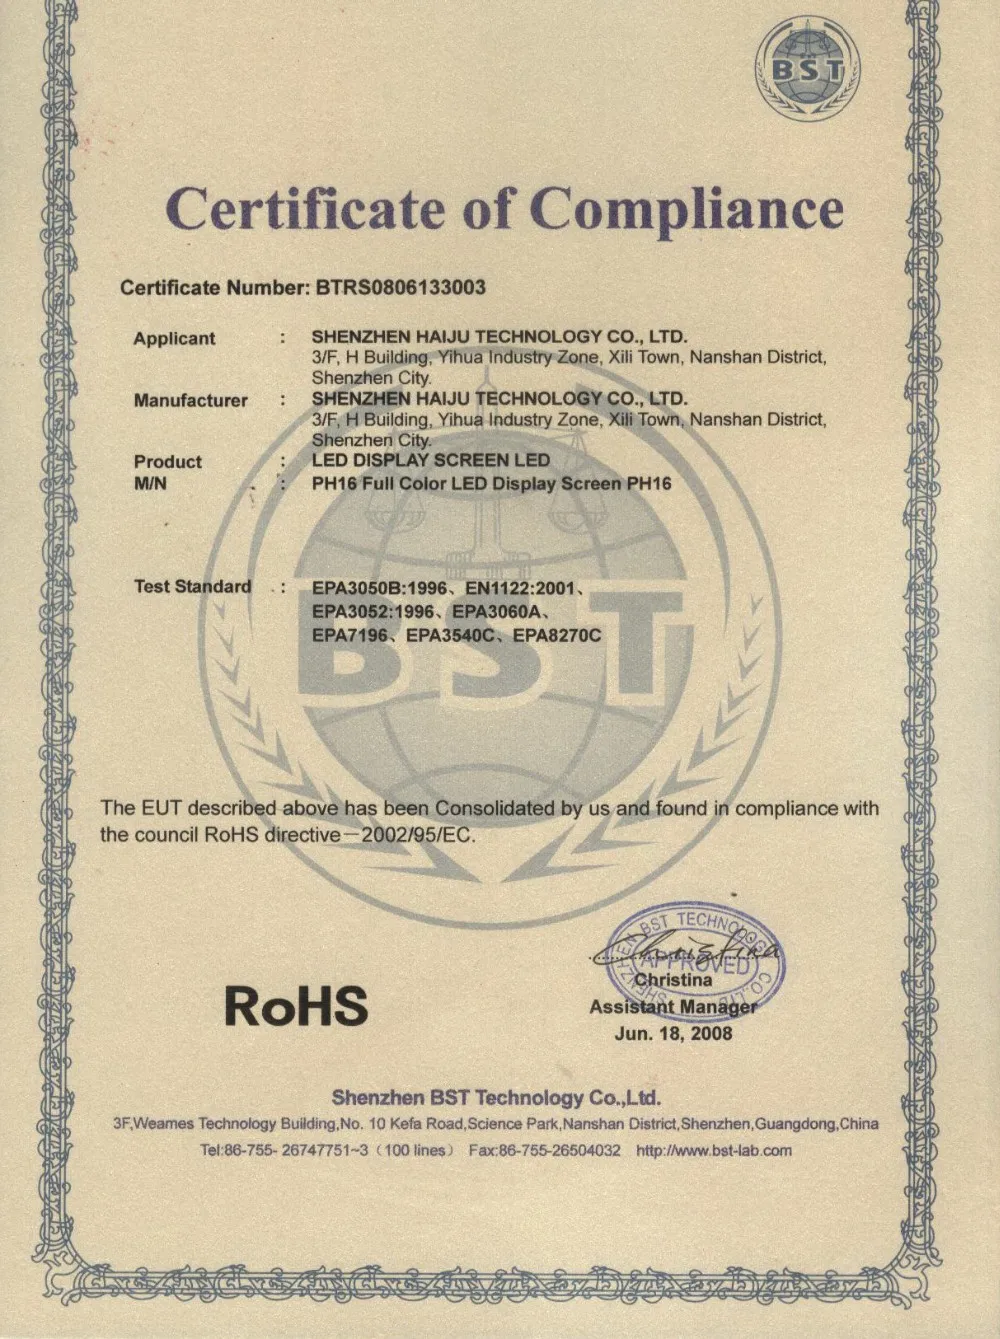 BST
Certificate of Compliance
Certificate Number: BTRS0806133003
Applicant : SHENZHEN HAIJU TECHNOLOGY CO., LTD.
3/F, H Building, Yihua Industry Zone, Xili Town, Nanshan District,
Shenzhen City.
Manufacturer : SHENZHEN HAIJU TECHNOLOGY CO., LTD.
3/F, H Building, Yihua Industry Zone, Xili Town, Nanshan District,
Shenzhen City.
Product : LED DISPLAY SCREEN LED
M/N : PH16 Full Color LED Display Screen PH16
Test Standard : EPA3050B:1996、EN1122:2001、
EPA3052:1996、EPA3060A、
EPA7196、EPA3540C、EPA8270C
BST
The EUT described above has been Consolidated by us and found in compliance with
the council RoHS directive－2002/95/EC.
SHENZHEN BST TECHNOLOGY CO.,LTD
Christina
APPROVED
Christina
Assistant Manager
Jun. 18, 2008
RoHS
Shenzhen BST Technology Co.,Ltd.
3F,Weames Technology Building,No. 10 Kefa Road,Science Park,Nanshan District,Shenzhen,Guangdong,China
Tel:86-755- 26747751~3（100 lines） Fax:86-755-26504032 http://www.bst-lab.com